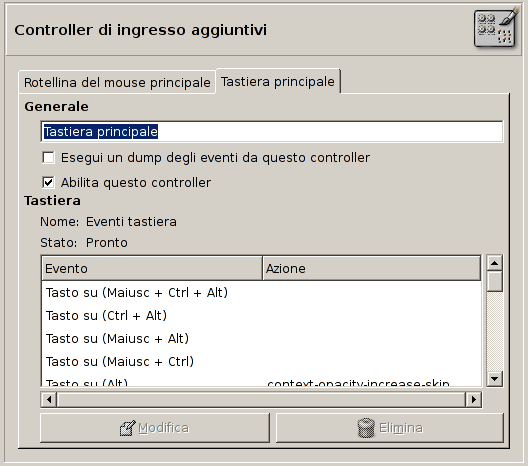 Controller di ingresso aggiuntivi
Rotellina del mouse principale Tastiera principale
Generale
Tastiera principale
Esegui un dump degli eventi da questo controller
Abilita questo controller
Tastiera
Nome: Eventi tastiera
Stato: Pronto
Evento Azione
Tasto su (Maiusc + Ctrl + Alt)
Tasto su (Ctrl + Alt)
Tasto su (Maiusc + Alt)
Tasto su (Maiusc + Ctrl)
Tasto su (Alt) context-opacity-increase-skip
Modifica Elimina